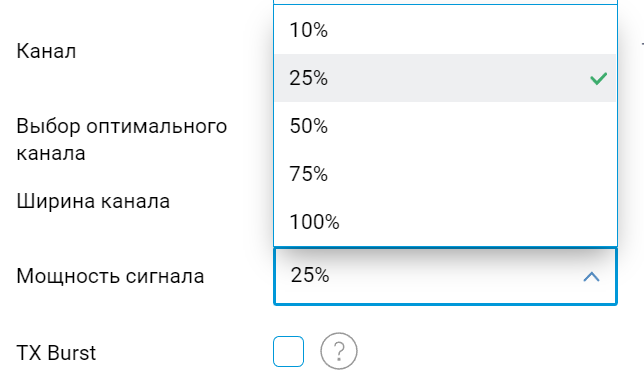 10%
Канал
25%
Выбор оптимального
канала
50%
75%
Ширина канала
100%
Мощность сигнала
25%
TX Burst
?